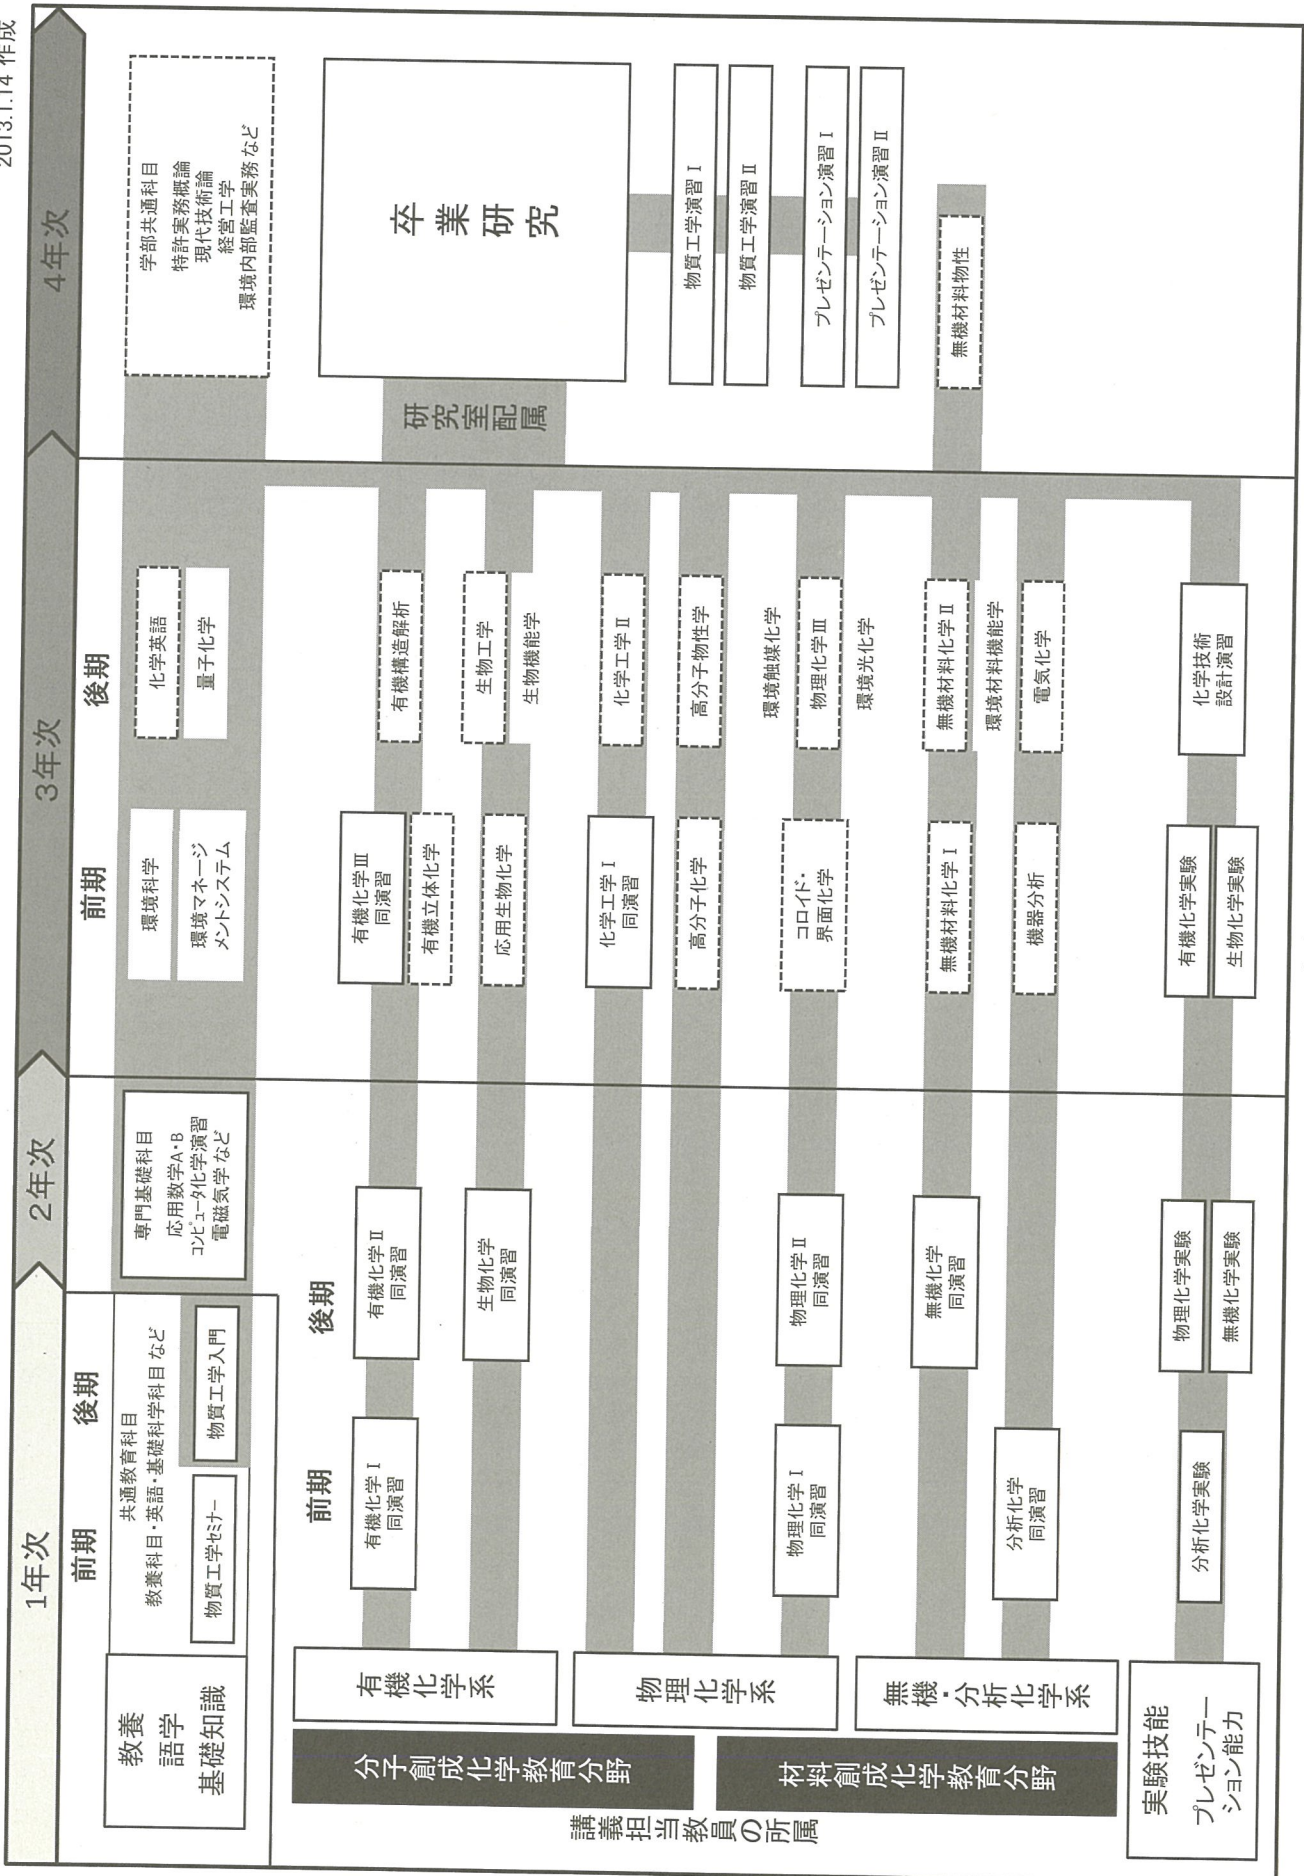 2013.1.14 作成
1年次
2年次
3年次
4年次
前期
後期
前期
後期
教養
語学
基礎知識
共通教育科目
教養科目・英語・基礎科学科目 など
物質工学セミナー
物質工学入門
専門基礎科目
応用数学A・B
コンピュータ化学演習
電磁気学 など
環境科学
環境マネージ
メントシステム
化学英語
量子化学
学部共通科目
特許実務概論
現代技術論
経営工学
環境内部監査実務 など
前期
後期
講義担当教員の所属
分子創成化学教育分野
材料創成化学教育分野
有機化学系
有機化学Ⅰ
同演習
有機化学Ⅱ
同演習
有機化学Ⅲ
同演習
有機立体化学
有機構造解析
生物化学
同演習
応用生物化学
生物工学
生物機能学
物理化学系
化学工学Ⅰ
同演習
化学工学Ⅱ
高分子化学
高分子物性学
物理化学Ⅰ
同演習
物理化学Ⅱ
同演習
コロイド・
界面化学
環境触媒化学
物理化学Ⅲ
環境光化学
無機・分析化学系
無機化学
同演習
無機材料化学Ⅰ
無機材料化学Ⅱ
環境材料機能学
無機材料物性
分析化学
同演習
機器分析
電気化学
研究室配属
卒業研究
物質工学演習Ⅰ
物質工学演習Ⅱ
プレゼンテーション演習Ⅰ
プレゼンテーション演習Ⅱ
実験技能
プレゼンテー
ション能力
分析化学実験
物理化学実験
無機化学実験
有機化学実験
生物化学実験
化学技術
設計演習